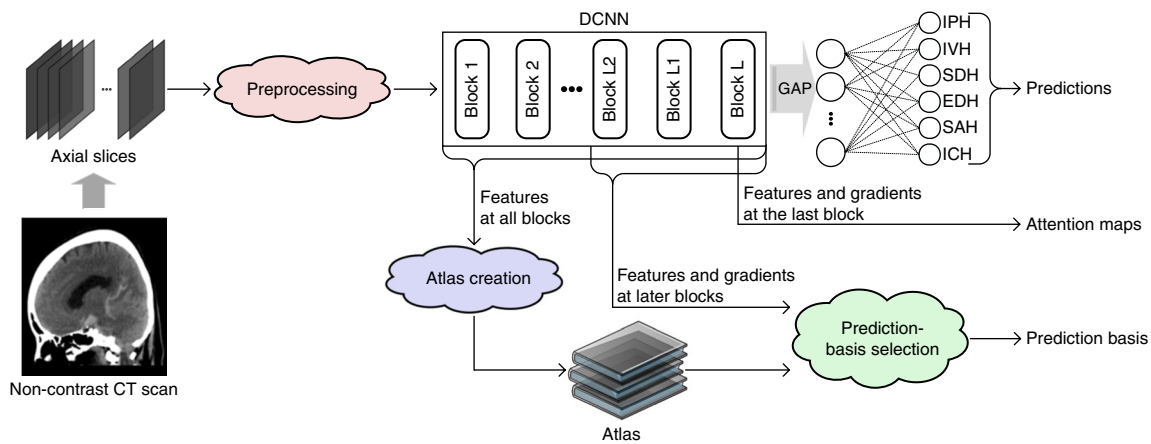 DCNN
Block 1
Block 2
Block L2
Block L1
Block L
GAP
IPH
IVH
SDH
EDH
SAH
ICH
Predictions
Preprocessing
...
Axial slices
Features
at all blocks
Features and gradients
at the last block
Attention maps
Atlas creation
Features and gradients
at later blocks
Prediction-
basis selection
Prediction basis
Non-contrast CT scan
Atlas